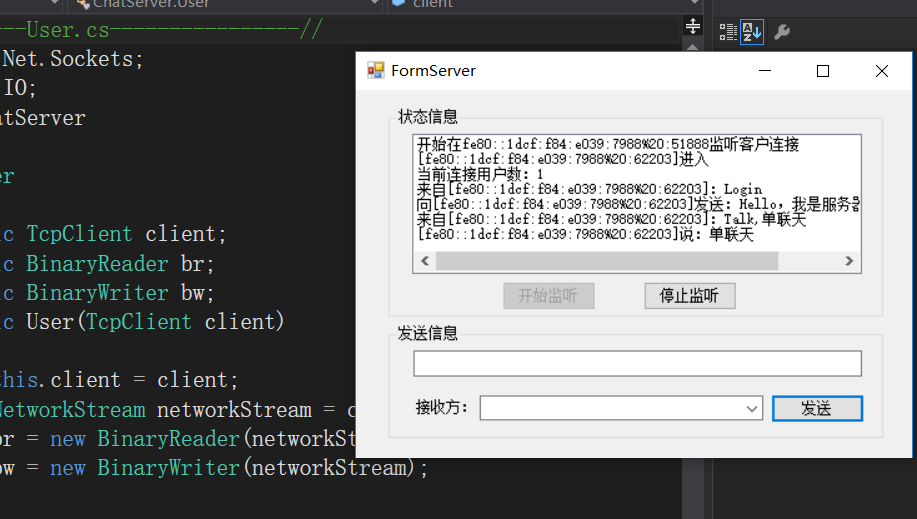 ChatServer.User
client
---User.cs----------------//
Net.Sockets;
IO;
atServer
er
ic TcpClient client;
ic BinaryReader br;
ic BinaryWriter bw;
ic User(TcpClient client)
this.client = client;
NetworkStream networkStream = c
br = new BinaryReader(networkSt
bw = new BinaryWriter(networkStream);
FormServer
状态信息
开始在fe80::1dcf:f84:e039:7988%20:51888监听客户连接
[fe80::1dcf:f84:e039:7988%20:62203]进入
当前连接用户数：1
来自[fe80::1dcf:f84:e039:7988%20:62203]：Login
向[fe80::1dcf:f84:e039:7988%20:62203]发送：Hello，我是服务器
来自[fe80::1dcf:f84:e039:7988%20:62203]：Talk,单联天
[fe80::1dcf:f84:e039:7988%20:62203]说：单联天
开始监听
停止监听
发送信息
接收方：
发送